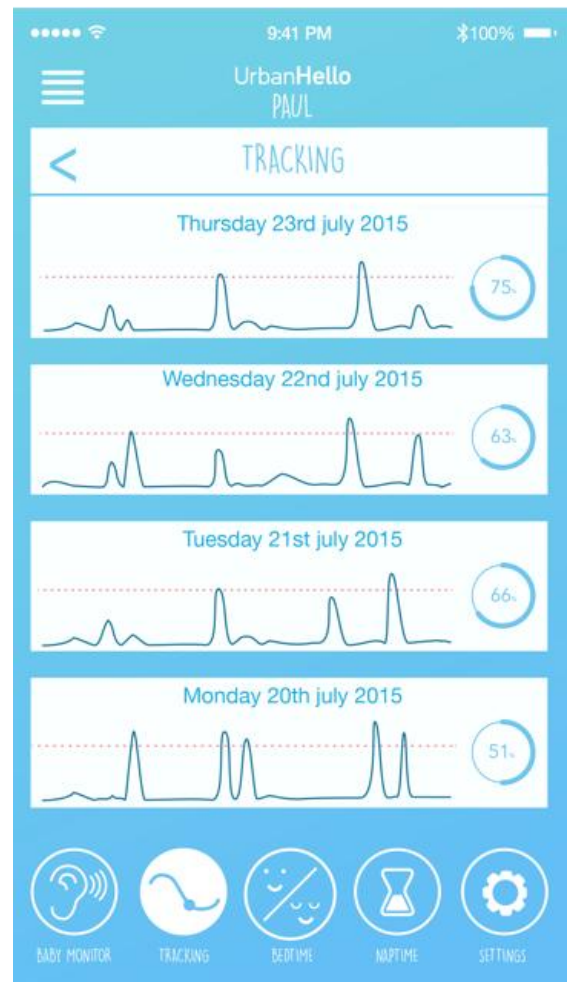 9:41 PM 100%
UrbanHello
PAUL
< TRACKING
Thursday 23rd july 2015
75%
Wednesday 22nd july 2015
63%
Tuesday 21st july 2015
66%
Monday 20th july 2015
51%
BABY MONITOR TRACKING BEDTIME NAPTIME SETTINGS